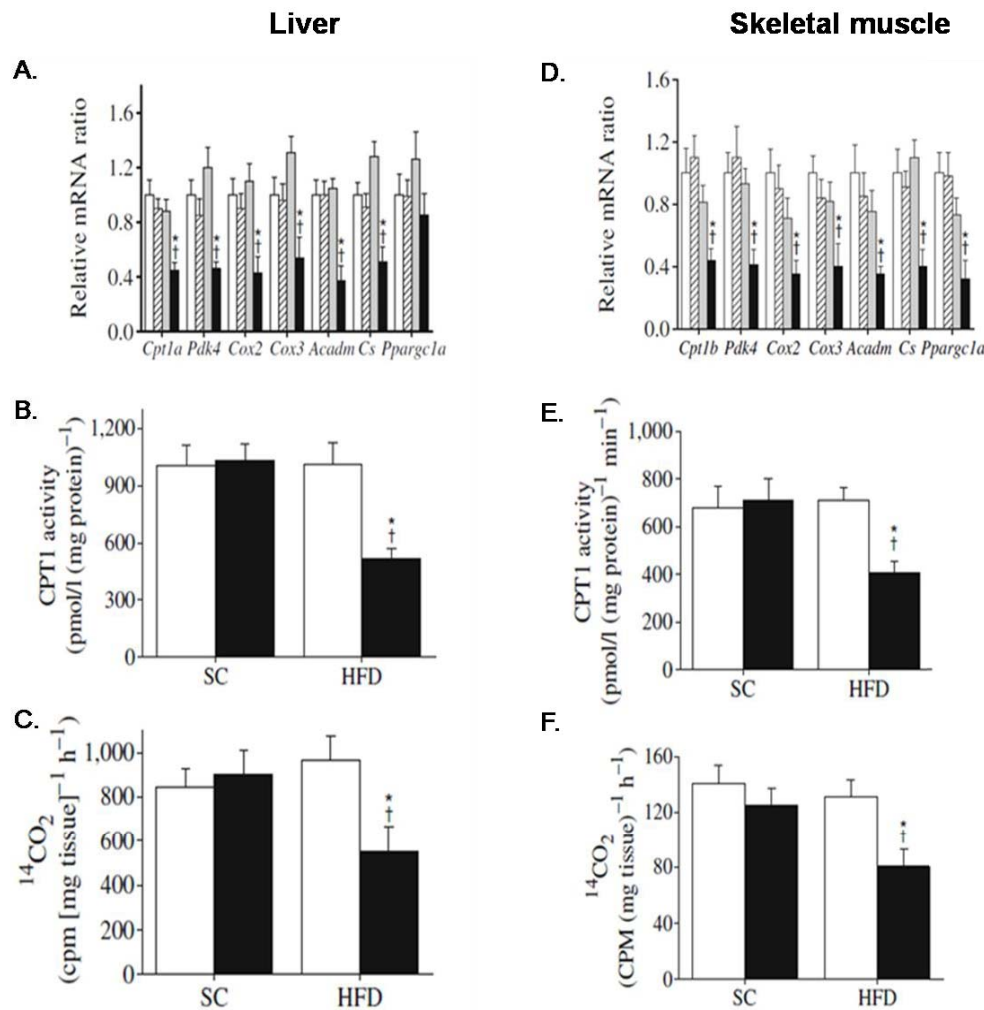 Liver
Skeletal muscle
A.
Relative mRNA ratio
1.6
1.2
0.8
0.4
0.0
*
†
*
†
*
†
*
†
*
†
*
†
Cpt1a Pdk4 Cox2 Cox3 Acadm Cs Ppargc1a
D.
Relative mRNA ratio
1.6
1.2
0.8
0.4
0.0
*
†
*
†
*
†
*
†
*
†
*
†
*
†
Cpt1b Pdk4 Cox2 Cox3 Acadm Cs Ppargc1a
B.
CPT1 activity
(pmol/l (mg protein)⁻¹
1,200
900
600
300
0
*
†
SC HFD
E.
CPT1 activity
(pmol/l (mg protein)⁻¹ min⁻¹)
1,000
800
600
400
200
0
*
†
SC HFD
C.
¹⁴CO₂
(cpm [mg tissue]⁻¹ h⁻¹)
1,000
800
600
400
200
0
*
†
SC HFD
F.
¹⁴CO₂
(CPM (mg tissue)⁻¹ h⁻¹)
160
120
80
40
0
*
†
SC HFD